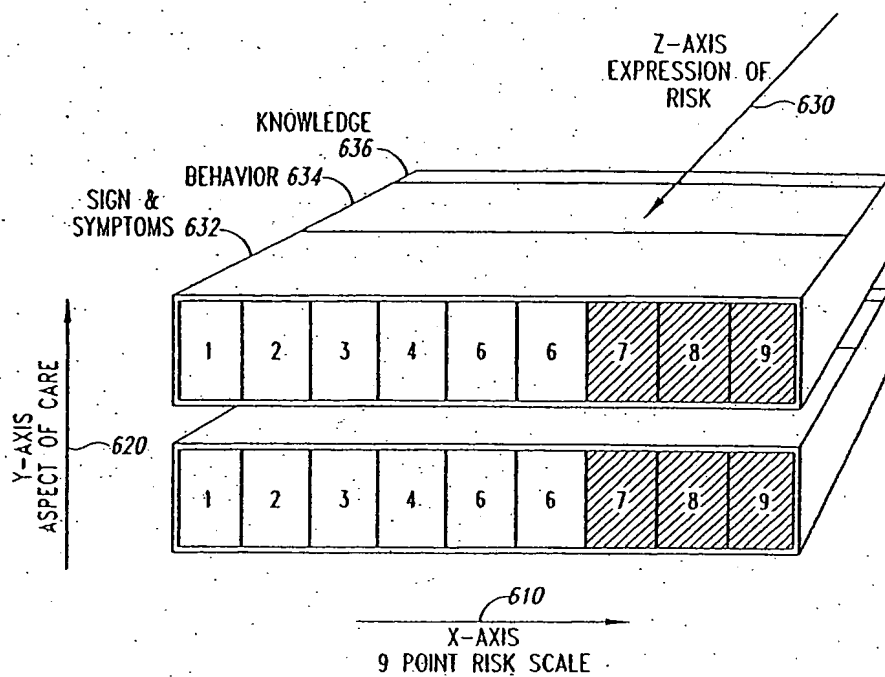 Z-AXIS
EXPRESSION OF
RISK
630
KNOWLEDGE
636
BEHAVIOR 634
SIGN &
SYMPTOMS 632
1 2 3 4 6 6 7 8 9
Y-AXIS
ASPECT OF CARE
620
1 2 3 4 6 6 7 8 9
610
X-AXIS
9 POINT RISK SCALE